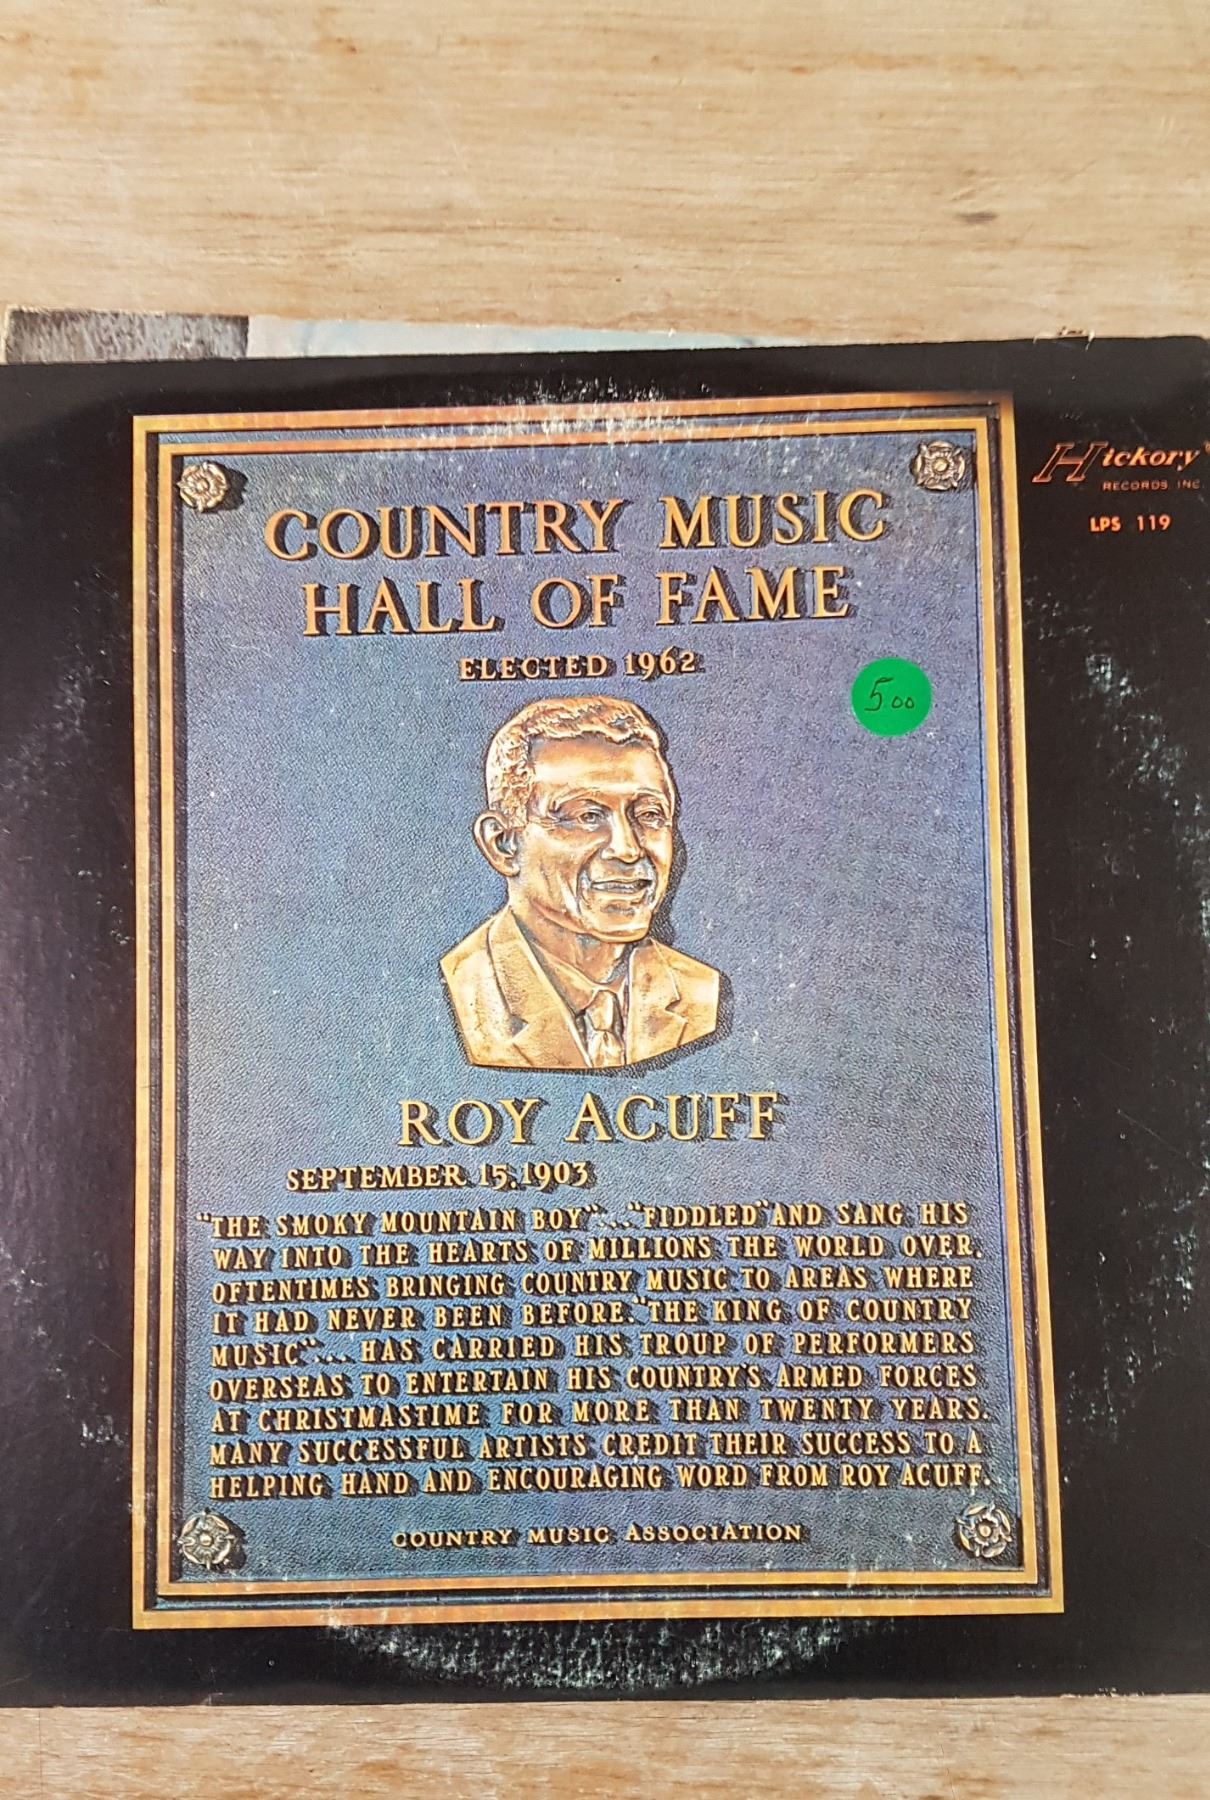 Hickory
RECORDS, INC.
LPS 119
COUNTRY MUSIC
HALL OF FAME
ELECTED 1962
5.00
ROY ACUFF
SEPTEMBER 15, 1903
"THE SMOKY MOUNTAIN BOY"... "FIDDLED" AND SANG HIS
WAY INTO THE HEARTS OF MILLIONS THE WORLD OVER,
OFTENTIMES BRINGING COUNTRY MUSIC TO AREAS WHERE
IT HAD NEVER BEEN BEFORE. "THE KING OF COUNTRY
MUSIC"... HAS CARRIED HIS TROUP OF PERFORMERS
OVERSEAS TO ENTERTAIN HIS COUNTRY'S ARMED FORCES
AT CHRISTMASTIME FOR MORE THAN TWENTY YEARS.
MANY SUCCESSFUL ARTISTS CREDIT THEIR SUCCESS TO A
HELPING HAND AND ENCOURAGING WORD FROM ROY ACUFF.
COUNTRY MUSIC ASSOCIATION